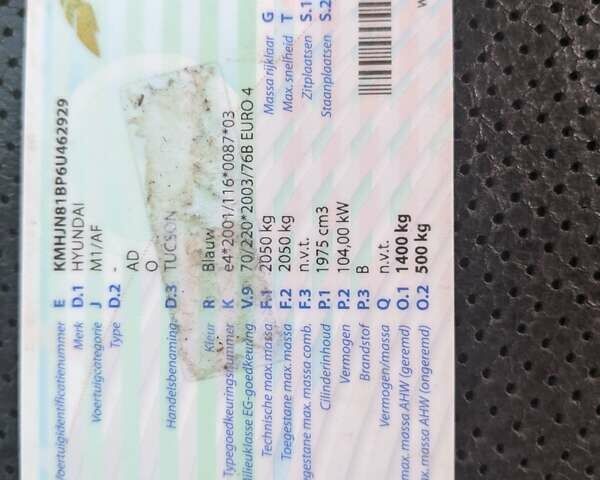 Voertuigidentificatienummer E KMHJN81BP6U462929
Merk D.1 HYUNDAI
Voertuigcategorie J M1/AF
Type D.2 -
AD
O
Handelsbenaming D.3 TUCSON
Kleur R Blauw
Typegoedkeuringsnummer K e4*2001/116*0087*03
Milieuklasse EG-goedkeuring V.9 70/220*2003/76B EURO 4
Technische max. massa F.1 2050 kg Massa rijklaar G
Toegestane max. massa F.2 2050 kg Max. snelheid T
egestane max. massa comb. F.3 n.v.t. Zitplaatsen S.1
Cilinderinhoud P.1 1975 cm3 Staanplaatsen S.2
Vermogen P.2 104,00 kW
Brandstof P.3 B
Vermogen/massa Q n.v.t.
max. massa AHW (geremd) O.1 1400 kg
max. massa AHW (ongeremd) O.2 500 kg